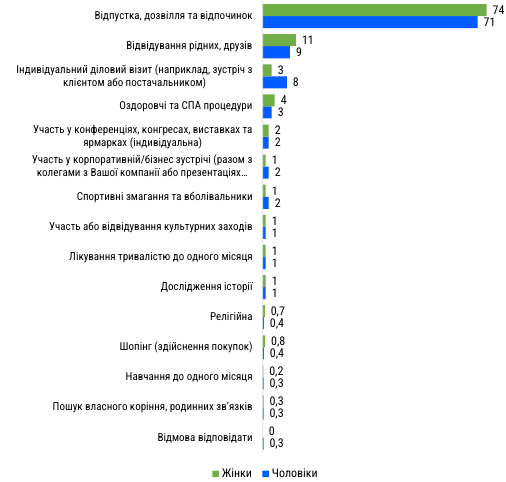 Відпустка, дозвілля та відпочинок
74
71
Відвідування рідних, друзів
11
9
Індивідуальний діловий візит (наприклад, зустріч з
клієнтом або постачальником)
3
8
Оздоровчі та СПА процедури
4
3
Участь у конференціях, конгресах, виставках та
ярмарках (індивідуальна)
2
2
Участь у корпоративній/бізнес зустрічі (разом з
колегами з Вашої компанії або презентаціях...
1
2
Спортивні змагання та вболівальники
1
2
Участь або відвідування культурних заходів
1
1
Лікування тривалістю до одного місяця
1
1
Дослідження історії
1
1
Релігійна
0,7
0,4
Шопінг (здійснення покупок)
0,8
0,4
Навчання до одного місяця
0,2
0,3
Пошук власного коріння, родинних зв'язків
0,3
0,3
Відмова відповідати
0
0,3
Жінки Чоловіки